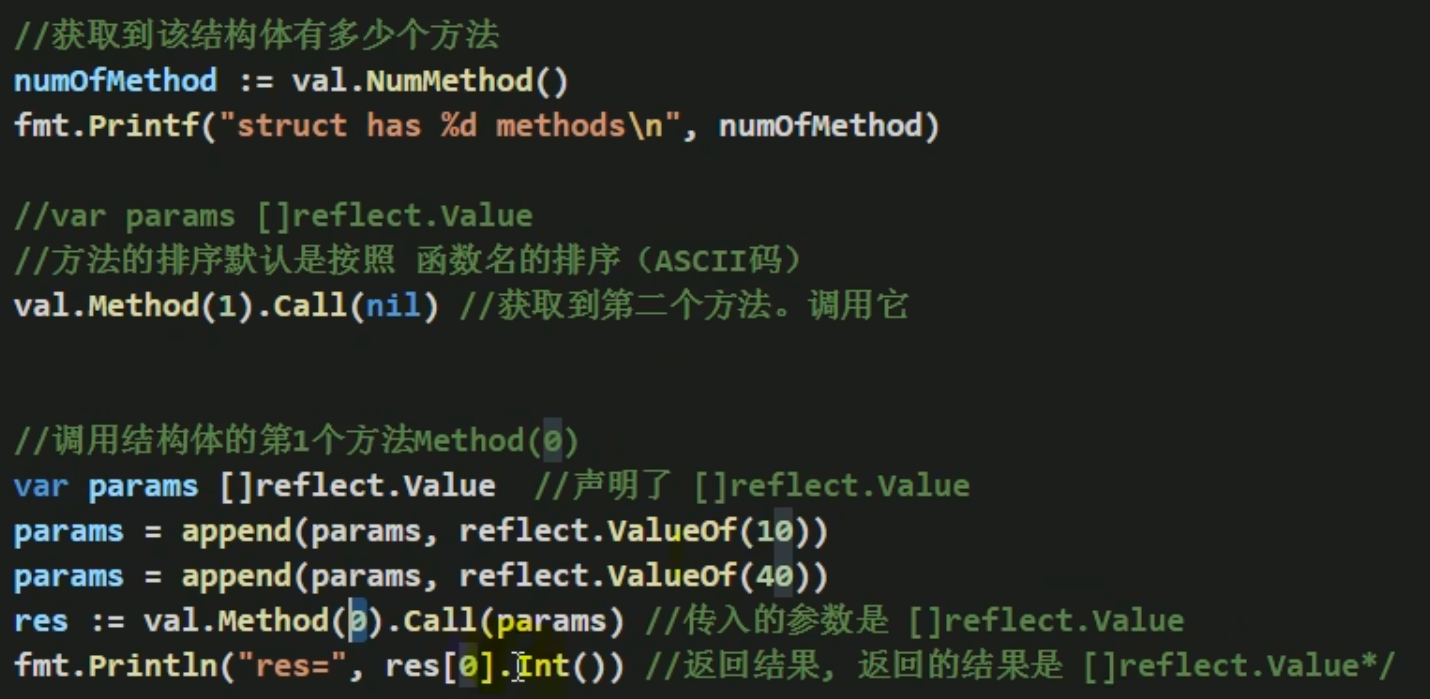 //获取到该结构体有多少个方法
numOfMethod := val.NumMethod()
fmt.Printf("struct has %d methods\n", numOfMethod)
//var params []reflect.Value
//方法的排序默认是按照 函数名的排序（ASCII码）
val.Method(1).Call(nil) //获取到第二个方法。调用它
//调用结构体的第1个方法Method(0)
var params []reflect.Value  //声明了 []reflect.Value
params = append(params, reflect.ValueOf(10))
params = append(params, reflect.ValueOf(40))
res := val.Method(0).Call(params) //传入的参数是 []reflect.Value
fmt.Println("res=", res[0].Int()) //返回结果, 返回的结果是 []reflect.Value*/